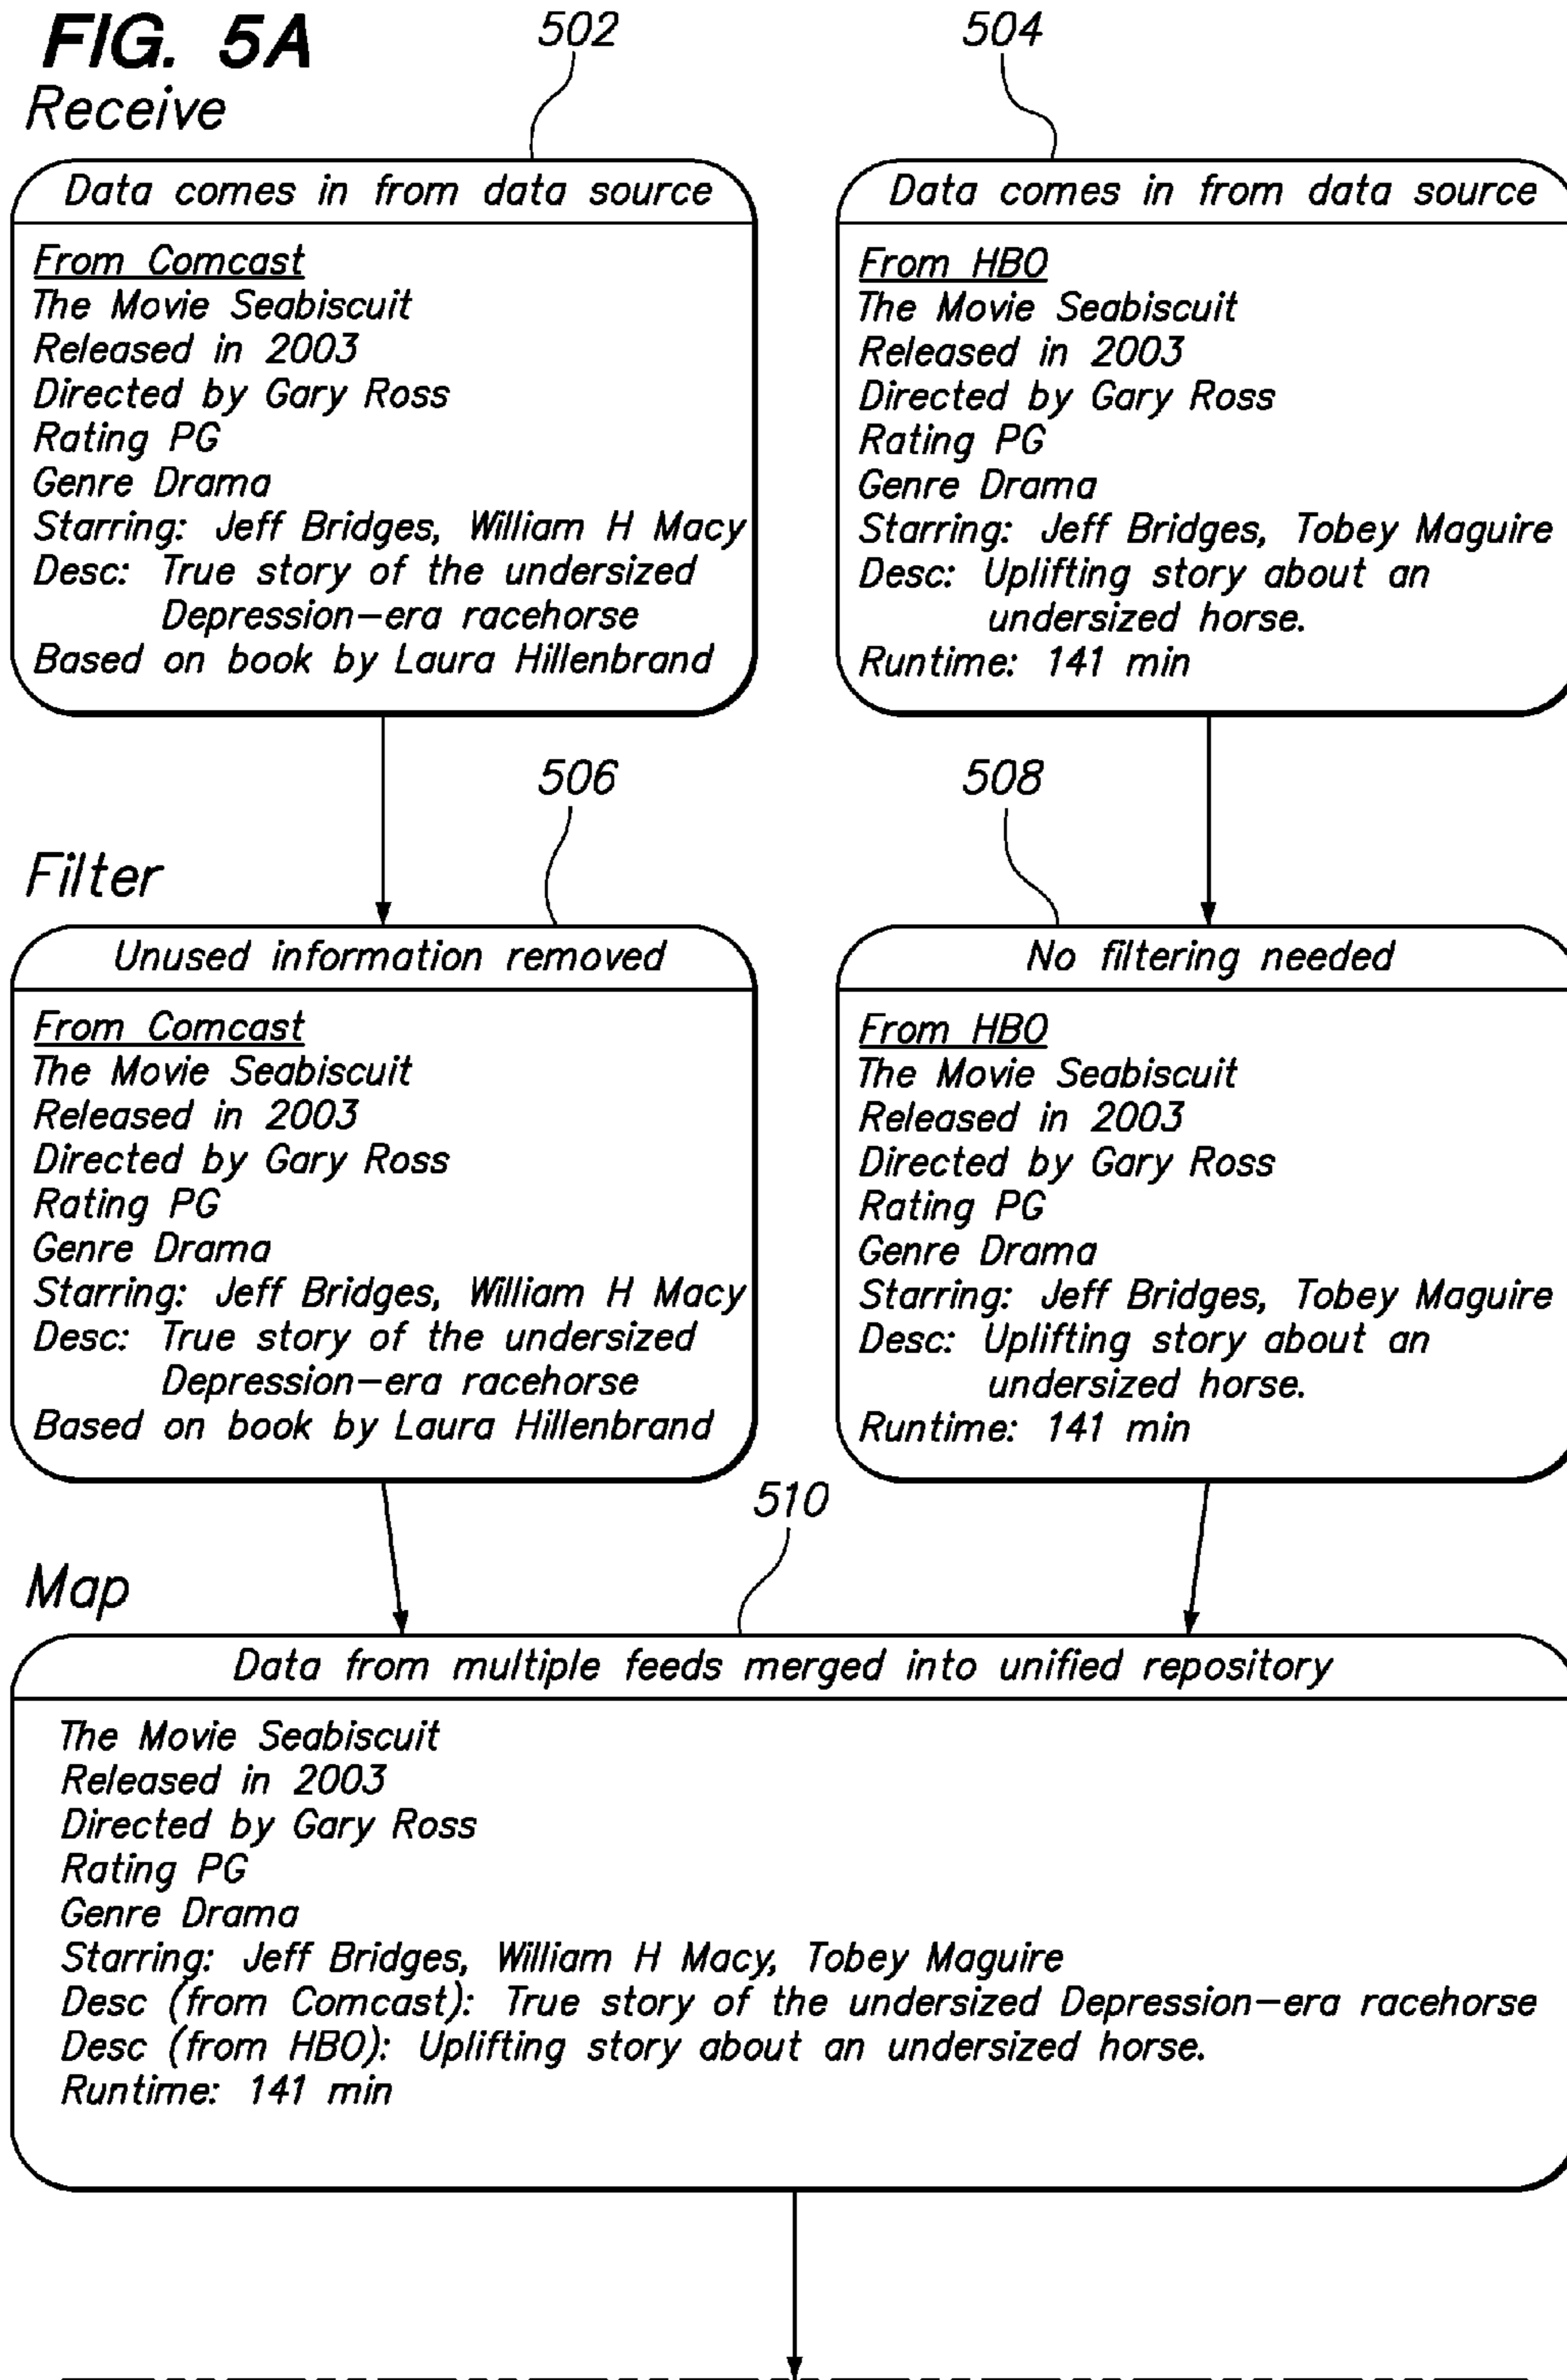 FIG. 5A
502
504
Receive
Data comes in from data source
From Comcast
The Movie Seabiscuit
Released in 2003
Directed by Gary Ross
Rating PG
Genre Drama
Starring: Jeff Bridges, William H Macy
Desc: True story of the undersized
Depression-era racehorse
Based on book by Laura Hillenbrand
Data comes in from data source
From HBO
The Movie Seabiscuit
Released in 2003
Directed by Gary Ross
Rating PG
Genre Drama
Starring: Jeff Bridges, Tobey Maguire
Desc: Uplifting story about an
undersized horse.
Runtime: 141 min
506
508
Filter
Unused information removed
From Comcast
The Movie Seabiscuit
Released in 2003
Directed by Gary Ross
Rating PG
Genre Drama
Starring: Jeff Bridges, William H Macy
Desc: True story of the undersized
Depression-era racehorse
Based on book by Laura Hillenbrand
No filtering needed
From HBO
The Movie Seabiscuit
Released in 2003
Directed by Gary Ross
Rating PG
Genre Drama
Starring: Jeff Bridges, Tobey Maguire
Desc: Uplifting story about an
undersized horse.
Runtime: 141 min
510
Map
Data from multiple feeds merged into unified repository
The Movie Seabiscuit
Released in 2003
Directed by Gary Ross
Rating PG
Genre Drama
Starring: Jeff Bridges, William H Macy, Tobey Maguire
Desc (from Comcast): True story of the undersized Depression-era racehorse
Desc (from HBO): Uplifting story about an undersized horse.
Runtime: 141 min